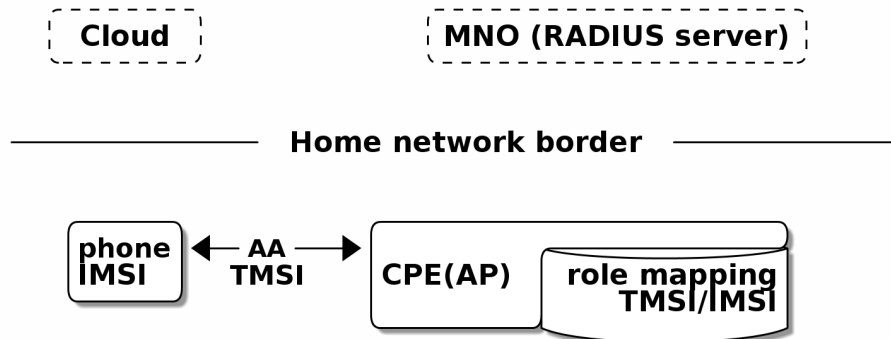 Cloud
MNO (RADIUS server)
Home network border
phone
IMSI
AA
TMSI
CPE(AP)
role mapping
TMSI/IMSI